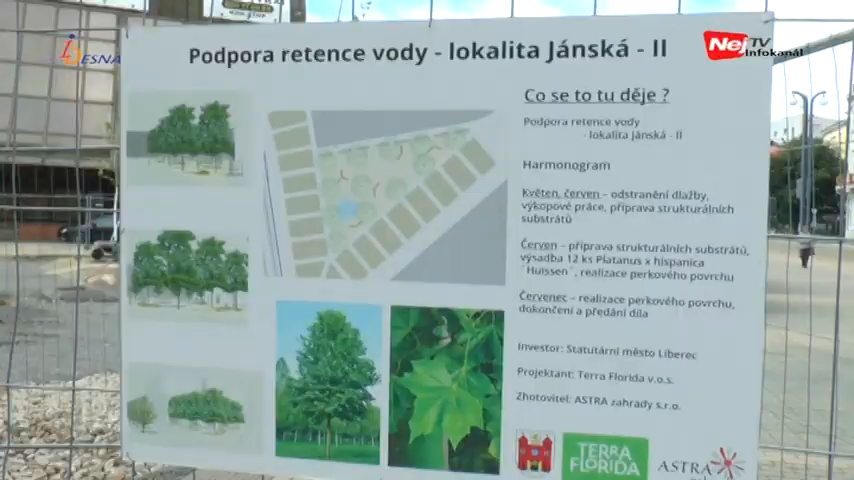 DESNA
NejTV
infokanál
Podpora retence vody - lokalita Jánská - II
Co se to tu děje ?
Podpora retence vody
- lokalita Jánská - II
Harmonogram
Květen, červen – odstranění dlažby,
výkopové práce, příprava strukturálních
substrátů
Červen – příprava strukturálních substrátů,
výsadba 12 ks Platanus x hispanica
´Huissen´, realizace perkového povrchu
Červenec – realizace perkového povrchu,
dokončení a předání díla
Investor: Statutární město Liberec
Projektant: Terra Florida v.o.s.
Zhotovitel: ASTRA zahrady s.r.o.
TERRA
FLORIDA
ASTRA